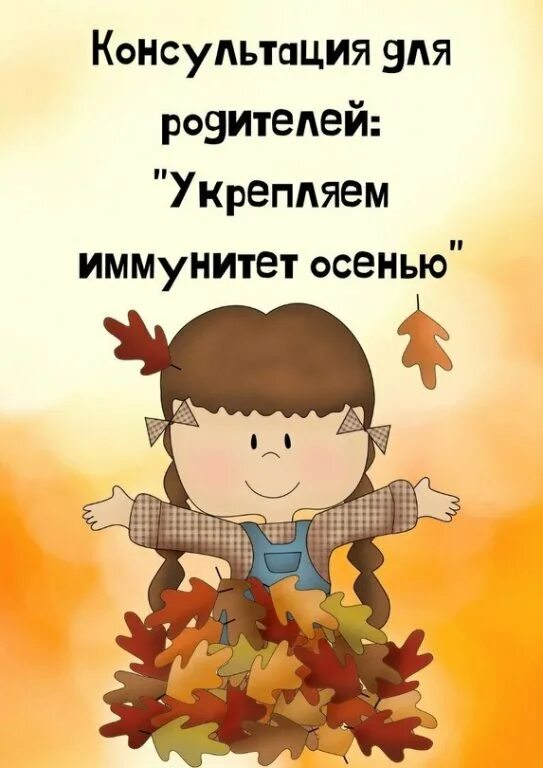 Консультация для
родителей:
"Укрепляем
иммунитет осенью"